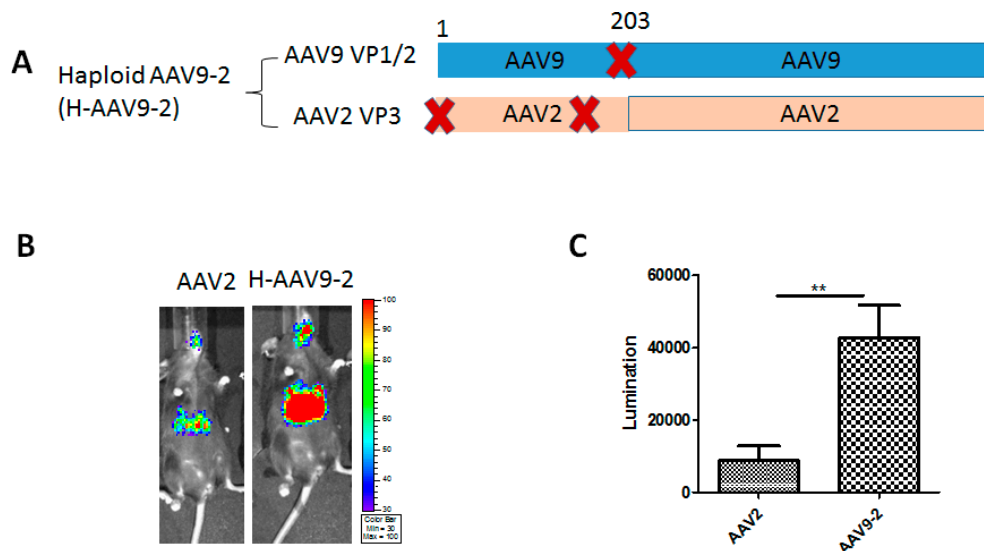 A
Haploid AAV9-2
(H-AAV9-2)
AAV9 VP1/2
AAV2 VP3
1
203
AAV9
AAV9
AAV2
AAV2
B
AAV2
H-AAV9-2
100
90
80
70
60
50
40
30
Color Bar
Min = 30
Max = 100
C
Lumination
60000
40000
20000
0
**
AAV2
AAV9-2